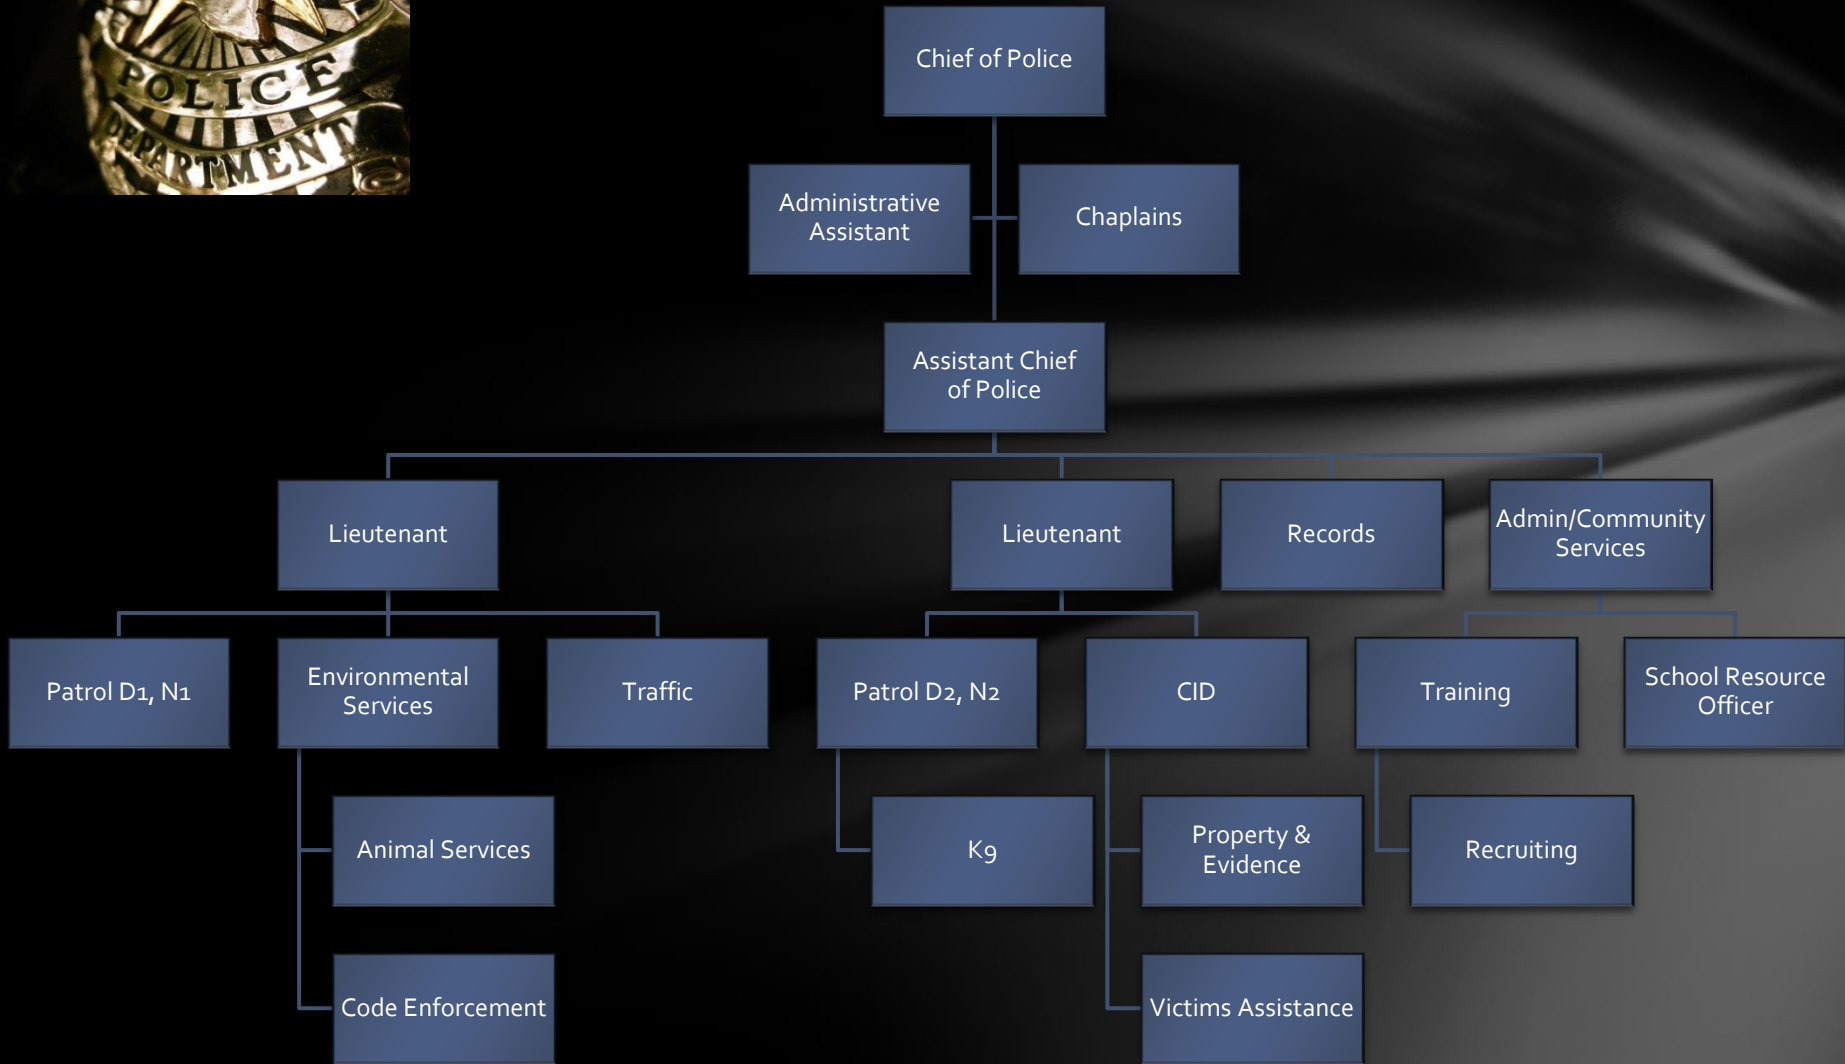 POLICE
DEPARTMENT
Chief of Police
Administrative
Assistant
Chaplains
Assistant Chief
of Police
Lieutenant
Lieutenant
Records
Admin/Community
Services
Patrol D1, N1
Environmental
Services
Traffic
Patrol D2, N2
CID
Training
School Resource
Officer
Animal Services
K9
Property &
Evidence
Recruiting
Code Enforcement
Victims Assistance